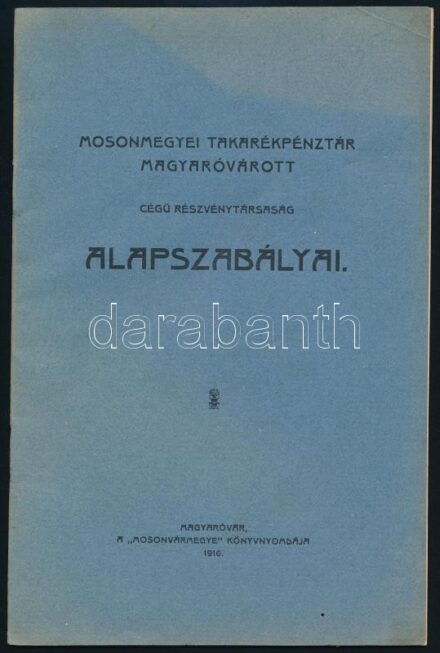 MOSONMEGYEI TAKARÉKPÉNZTÁR
MAGYARÓVÁROTT
CÉGŰ RÉSZVÉNYTÁRSASÁG
ALAPSZABÁLYAI.
darabanth
MAGYARÓVÁR,
A „MOSONVÁRMEGYE" KÖNYVNYOMDÁJA
1916.